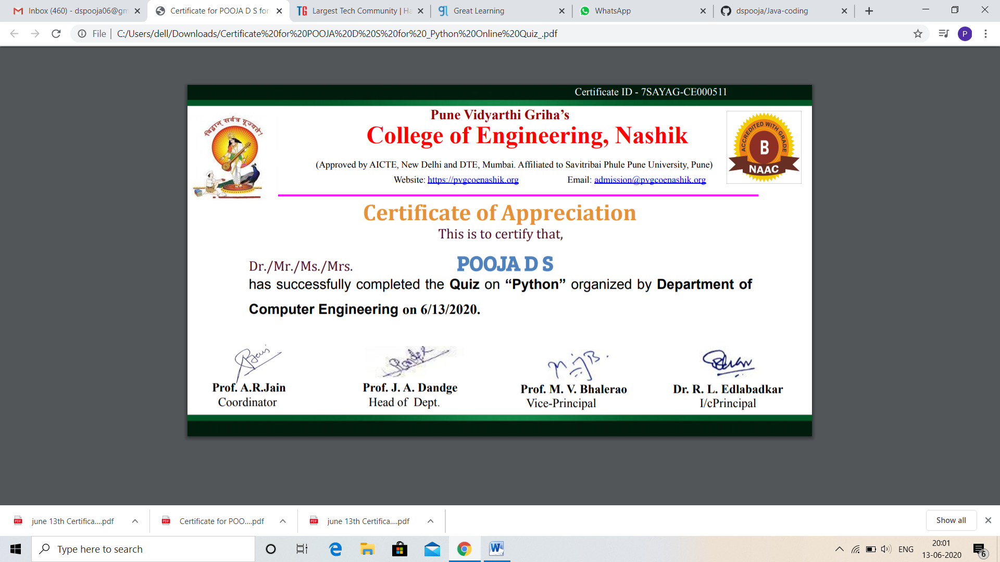 Inbox (460) - dspooja06@gm
Certificate for POOJA D S for
Largest Tech Community | Ha
Great Learning
WhatsApp
dspooja/Java-coding
File | C:/Users/dell/Downloads/Certificate%20for%20POOJA%20D%20S%20for%20_Python%20Online%20Quiz_.pdf
P
Certificate ID - 7SAYAG-CE000511
विद्वान् सर्वत्र पूज्यते!
Pune Vidyarthi Griha’s
College of Engineering, Nashik
(Approved by AICTE, New Delhi and DTE, Mumbai. Affiliated to Savitribai Phule Pune University, Pune)
Website: https://pvgcoenashik.org Email: admission@pvgcoenashik.org
ACCREDITED WITH GRADE
B
NAAC
Certificate of Appreciation
This is to certify that,
Dr./Mr./Ms./Mrs. POOJA D S
has successfully completed the Quiz on “Python” organized by Department of
Computer Engineering on 6/13/2020.
Prof. A.R.Jain
Coordinator
Prof. J. A. Dandge
Head of Dept.
Prof. M. V. Bhalerao
Vice-Principal
Dr. R. L. Edlabadkar
I/cPrincipal
june 13th Certifica....pdf
Certificate for POO....pdf
june 13th Certifica....pdf
Show all
Type here to search
ENG
20:01
13-06-2020
6